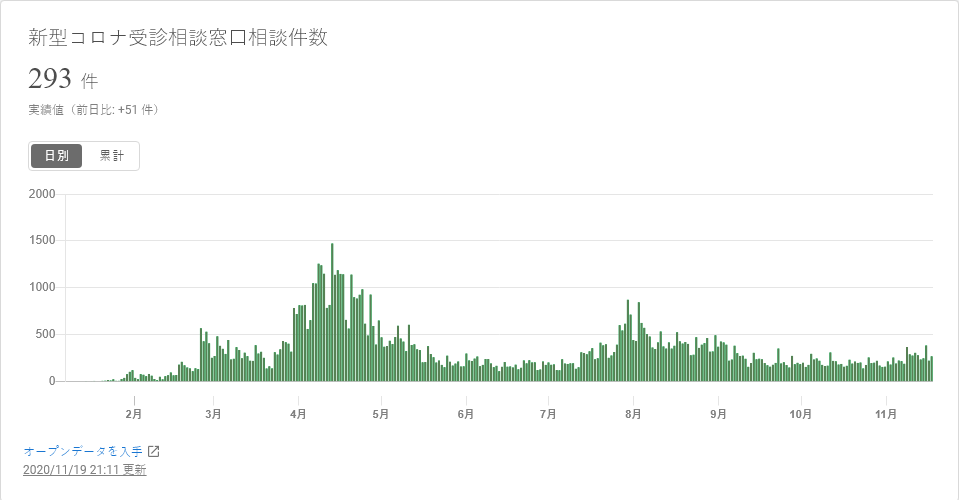 新型コロナ受診相談窓口相談件数
293 件
実績値（前日比: +51 件）
日別 累計
2000
1500
1000
500
0
2月 3月 4月 5月 6月 7月 8月 9月 10月 11月
オープンデータを入手
2020/11/19 21:11 更新